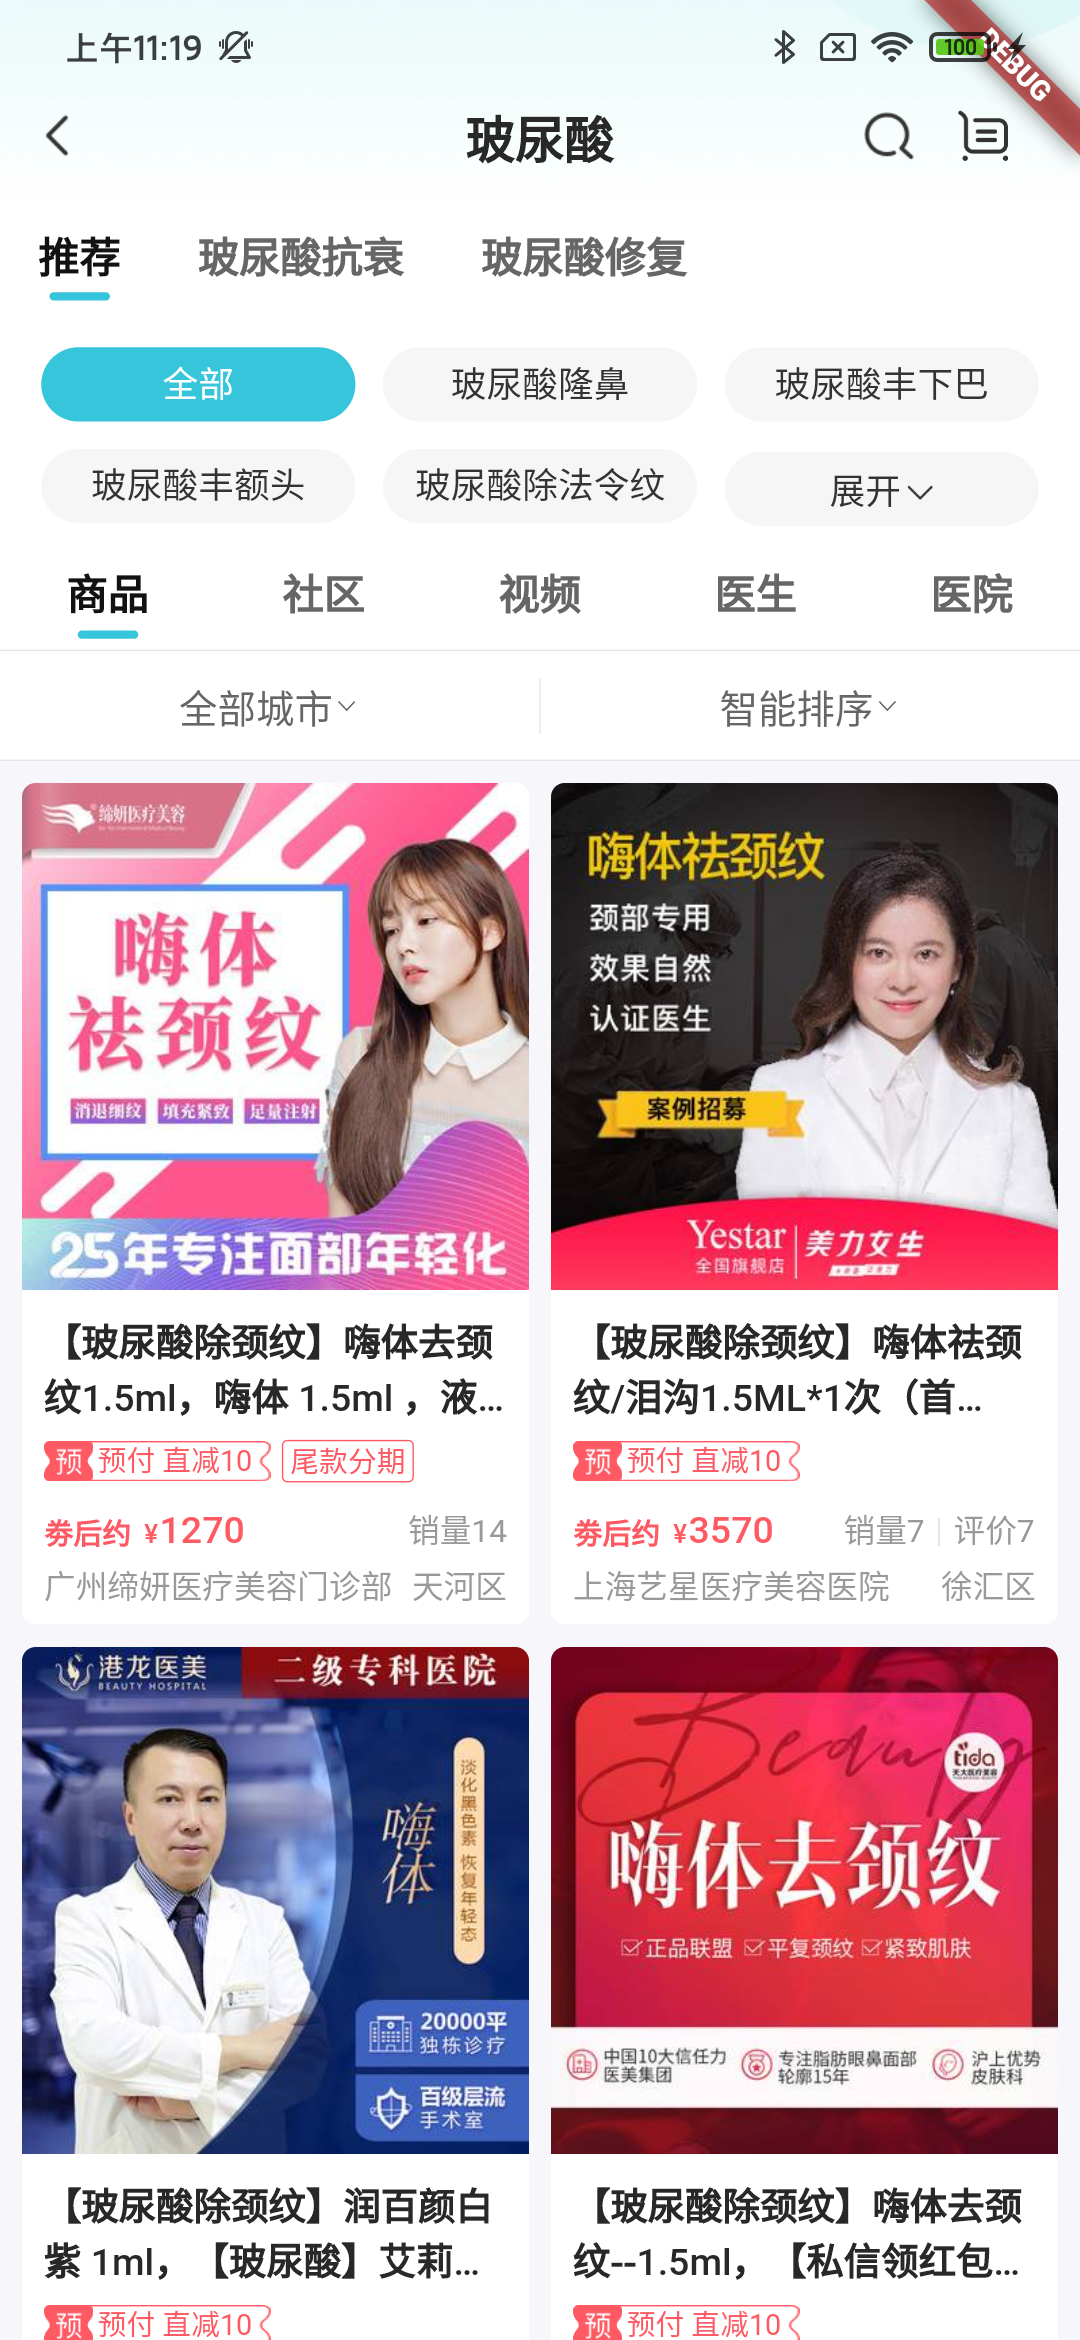 上午11:19
100
DEBUG
玻尿酸
推荐
玻尿酸抗衰
玻尿酸修复
全部
玻尿酸隆鼻
玻尿酸丰下巴
玻尿酸丰额头
玻尿酸除法令纹
展开
商品
社区
视频
医生
医院
全部城市
智能排序
缔妍医疗美容
嗨体
祛颈纹
消退细纹 填充紧致 足量注射
25年专注面部年轻化
【玻尿酸除颈纹】嗨体去颈
纹1.5ml，嗨体 1.5ml ，液...
预 预付 直减10 尾款分期
劵后约 ¥1270 销量14
广州缔妍医疗美容门诊部 天河区
嗨体祛颈纹
颈部专用
效果自然
认证医生
案例招募
Yestar 美力女生
全国旗舰店
【玻尿酸除颈纹】嗨体祛颈
纹/泪沟1.5ML*1次（首...
预 预付 直减10
劵后约 ¥3570 销量7 评价7
上海艺星医疗美容医院 徐汇区
港龙医美
BEAUTY HOSPITAL
二级专科医院
淡化黑色素 恢复年轻态
嗨体
20000平
独栋诊疗
百级层流
手术室
【玻尿酸除颈纹】润百颜白
紫 1ml，【玻尿酸】艾莉...
预 预付 直减10
Beauty
tida
天大医疗美容
嗨体去颈纹
正品联盟 平复颈纹 紧致肌肤
中国10大信任力
医美集团
专注脂肪眼鼻面部
轮廓15年
沪上优势
皮肤科
【玻尿酸除颈纹】嗨体去颈
纹--1.5ml，【私信领红包...
预 预付 直减10